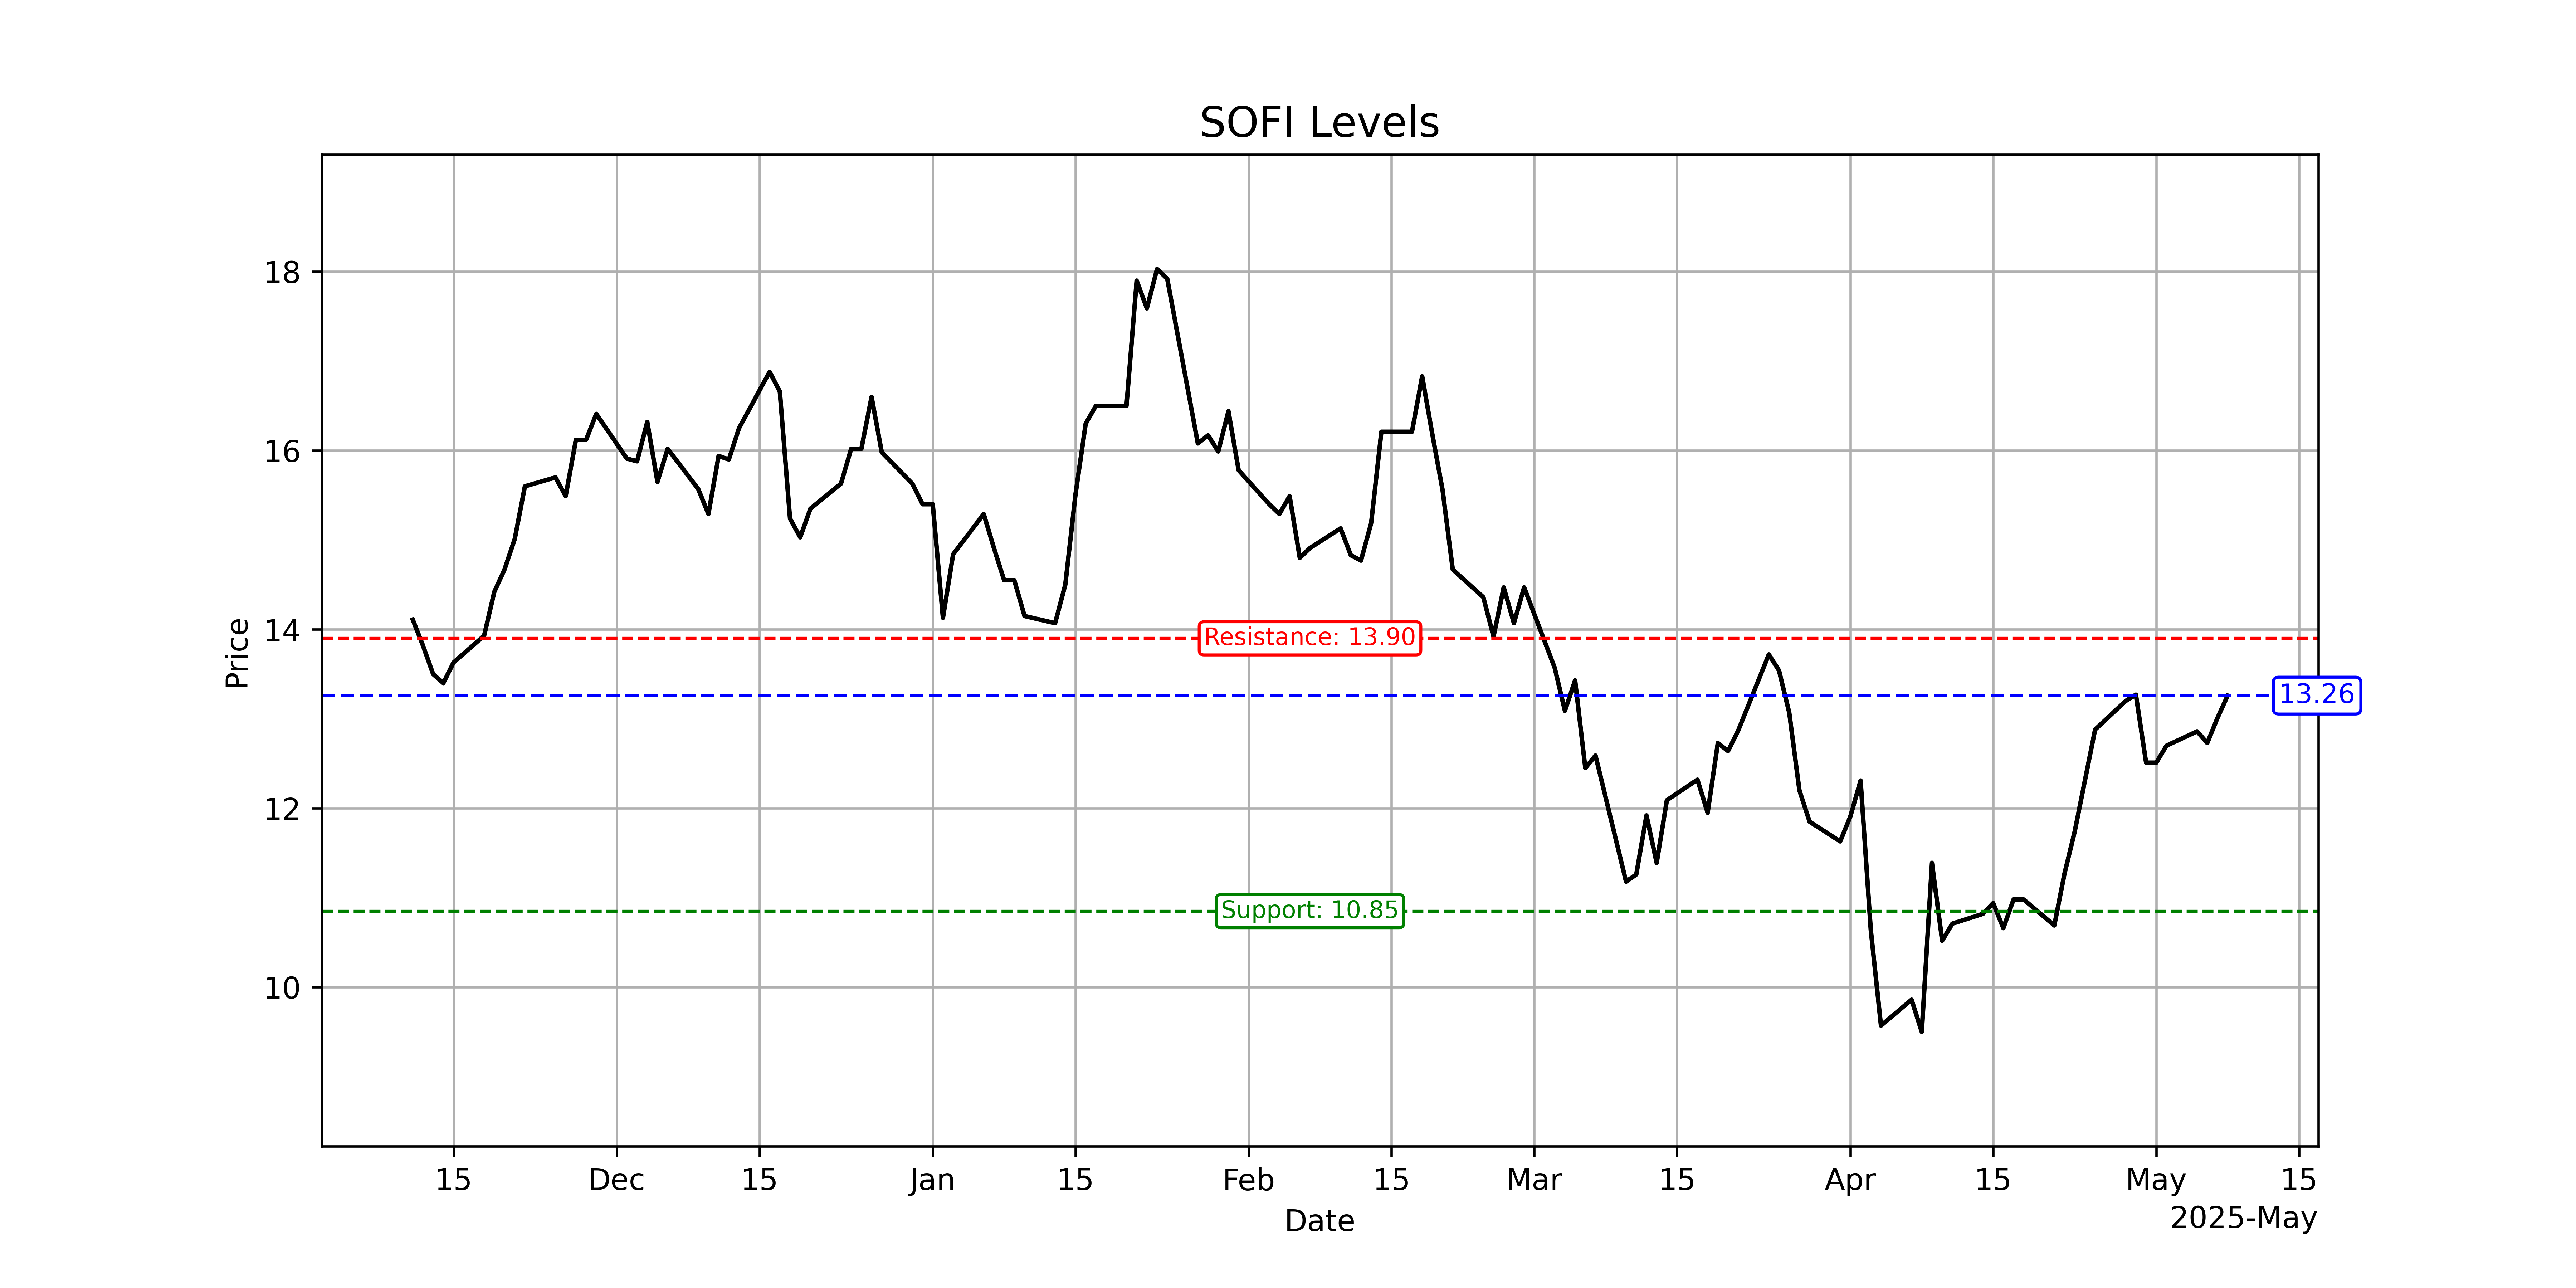 SOFI Levels
18
16
14
12
10
Price
Resistance: 13.90
13.26
Support: 10.85
15 Dec 15 Jan 15 Feb 15 Mar 15 Apr 15 May 15
Date
2025-May